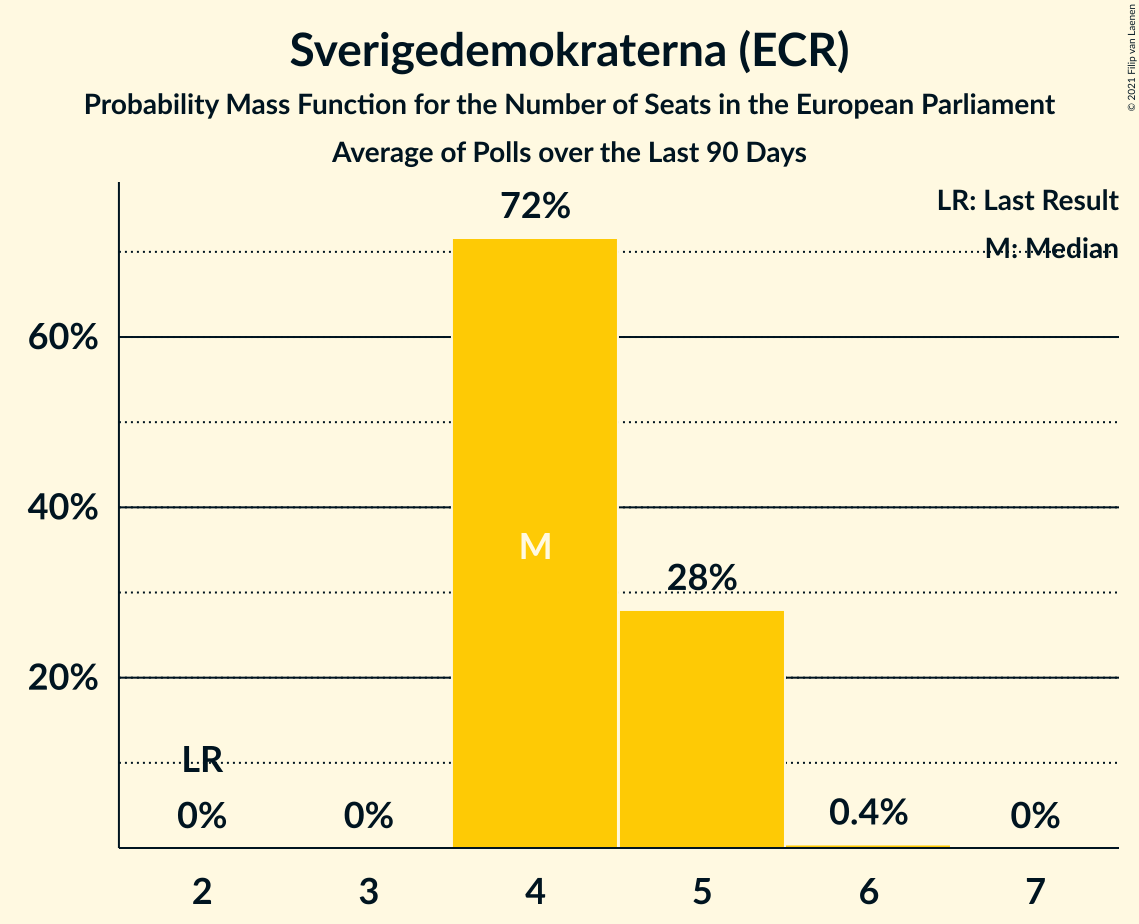 Sverigedemokraterna (ECR)
Probability Mass Function for the Number of Seats in the European Parliament
Average of Polls over the Last 90 Days
© 2021 Filip van Laenen
LR: Last Result
M: Median
72%
60%
40%
M
28%
20%
LR
0%
0%
0.4%
0%
2
3
4
5
6
7